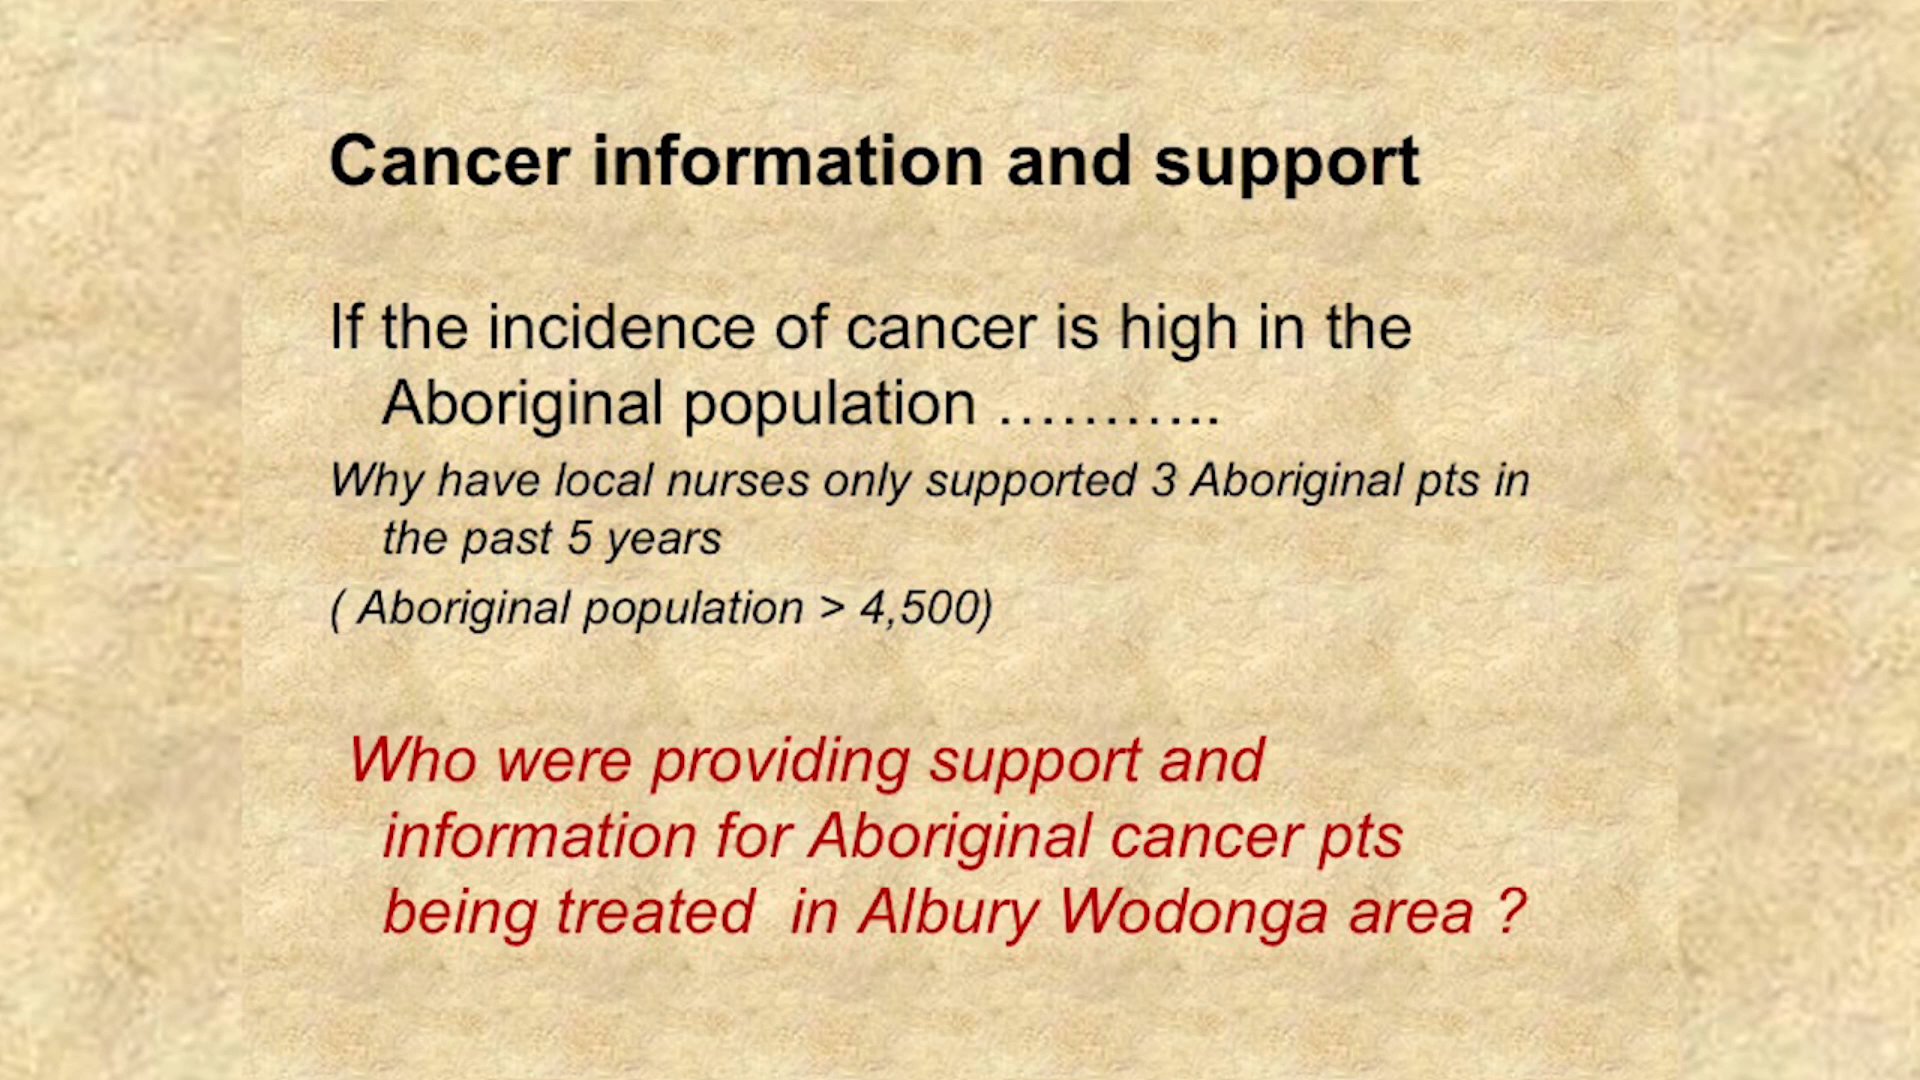 Cancer information and support
If the incidence of cancer is high in the
Aboriginal population ………..
Why have local nurses only supported 3 Aboriginal pts in
the past 5 years
( Aboriginal population > 4,500)
Who were providing support and
information for Aboriginal cancer pts
being treated  in Albury Wodonga area ?